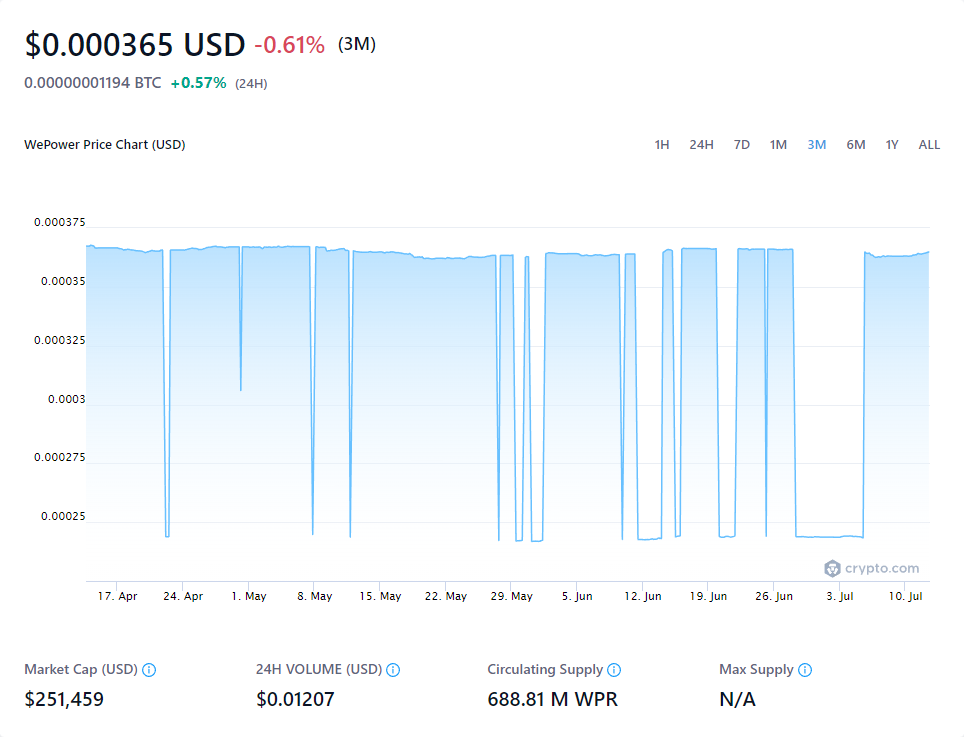 $0.000365 USD -0.61% (3M)
0.00000001194 BTC +0.57% (24H)
WePower Price Chart (USD) 1H 24H 7D 1M 3M 6M 1Y ALL
0.000375
0.00035
0.000325
0.0003
0.000275
0.00025
crypto.com
17. Apr 24. Apr 1. May 8. May 15. May 22. May 29. May 5. Jun 12. Jun 19. Jun 26. Jun 3. Jul 10. Jul
Market Cap (USD) 24H VOLUME (USD) Circulating Supply Max Supply
$251,459 $0.01207 688.81 M WPR N/A